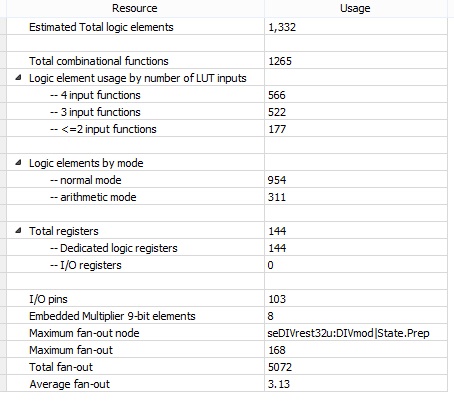 Resource Usage
Estimated Total logic elements 1,332
Total combinational functions 1265
Logic element usage by number of LUT inputs
-- 4 input functions 566
-- 3 input functions 522
-- <=2 input functions 177
Logic elements by mode
-- normal mode 954
-- arithmetic mode 311
Total registers 144
-- Dedicated logic registers 144
-- I/O registers 0
I/O pins 103
Embedded Multiplier 9-bit elements 8
Maximum fan-out node seDIVrest32u:DIVmod|State.Prep
Maximum fan-out 168
Total fan-out 5072
Average fan-out 3.13